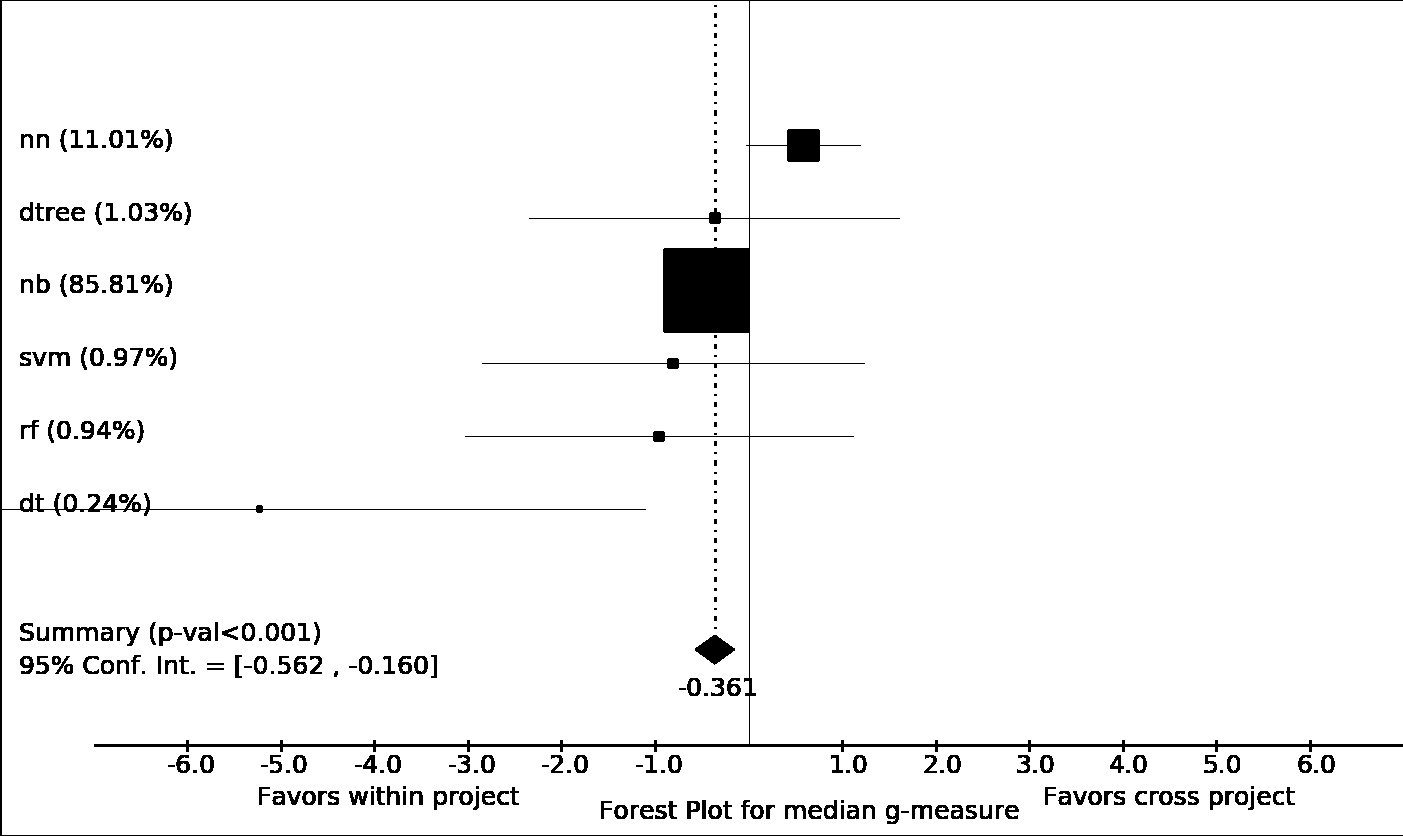 nn (11.01%)
dtree (1.03%)
nb (85.81%)
svm (0.97%)
rf (0.94%)
dt (0.24%)
Summary (p-val<0.001)
95% Conf. Int. = [-0.562 , -0.160]
-0.361
-6.0 -5.0 -4.0 -3.0 -2.0 -1.0 1.0 2.0 3.0 4.0 5.0 6.0
Favors within project Forest Plot for median g-measure Favors cross project